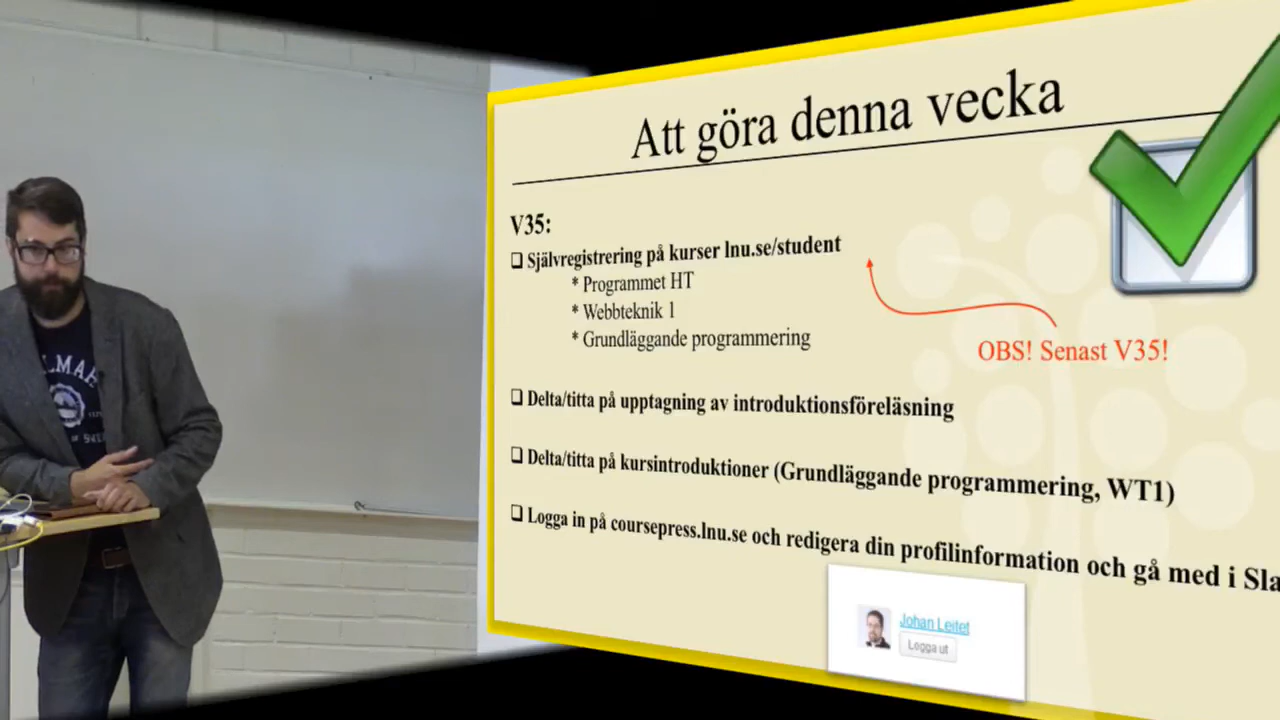 Att göra denna vecka
V35:
❑ Självregistrering på kurser lnu.se/student
* Programmet HT
* Webbteknik 1
* Grundläggande programmering
OBS! Senast V35!
❑ Delta/titta på upptagning av introduktionsföreläsning
❑ Delta/titta på kursintroduktioner (Grundläggande programmering, WT1)
❑ Logga in på coursepress.lnu.se och redigera din profilinformation och gå med i Sla
Johan Leitet
Logga ut